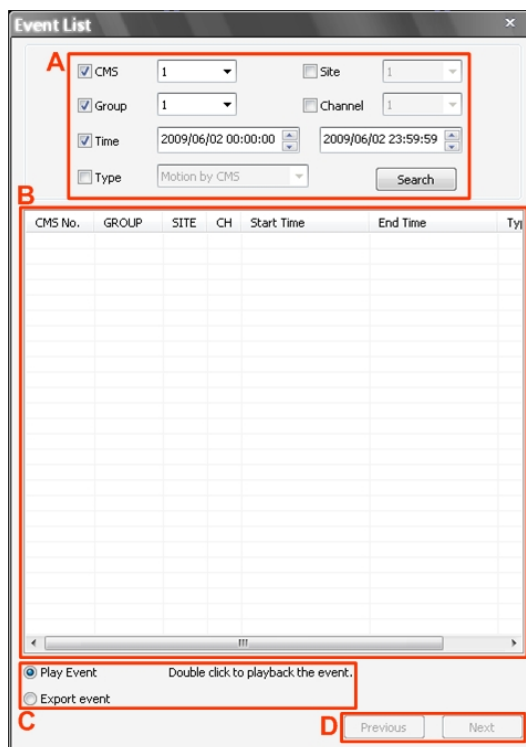 Event List
A
CMS 1 Site 1
Group 1 Channel 1
Time 2009/06/02 00:00:00 2009/06/02 23:59:59
Type Motion by CMS Search
B
CMS No. GROUP SITE CH Start Time End Time Typ
Play Event Double click to playback the event.
Export event
C D Previous Next